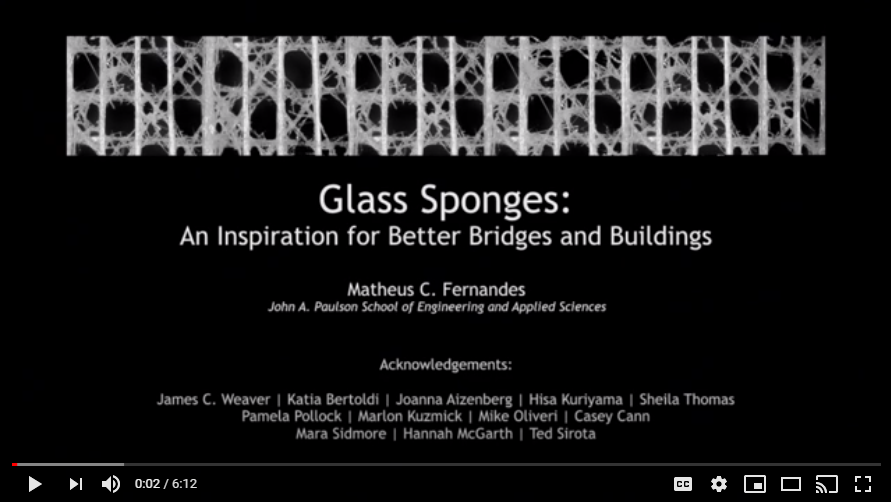 Glass Sponges:
An Inspiration for Better Bridges and Buildings
Matheus C. Fernandes
John A. Paulson School of Engineering and Applied Sciences
Acknowledgements:
James C. Weaver | Katia Bertoldi | Joanna Aizenberg | Hisa Kuriyama | Sheila Thomas
Pamela Pollock | Marlon Kuzmick | Mike Oliveri | Casey Cann
Mara Sidmore | Hannah McGarth | Ted Sirota
0:02 / 6:12
CC